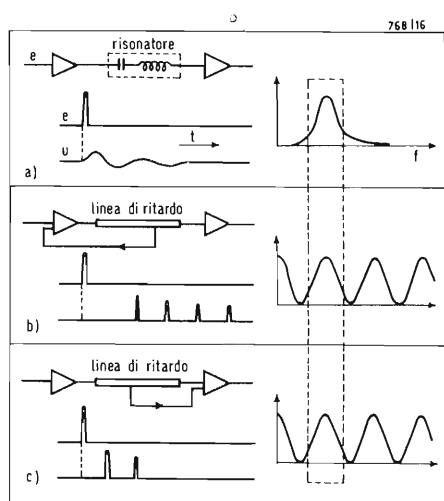 768|16
risonatore
e
e
t
u
f
a)
linea di ritardo
b)
linea di ritardo
c)